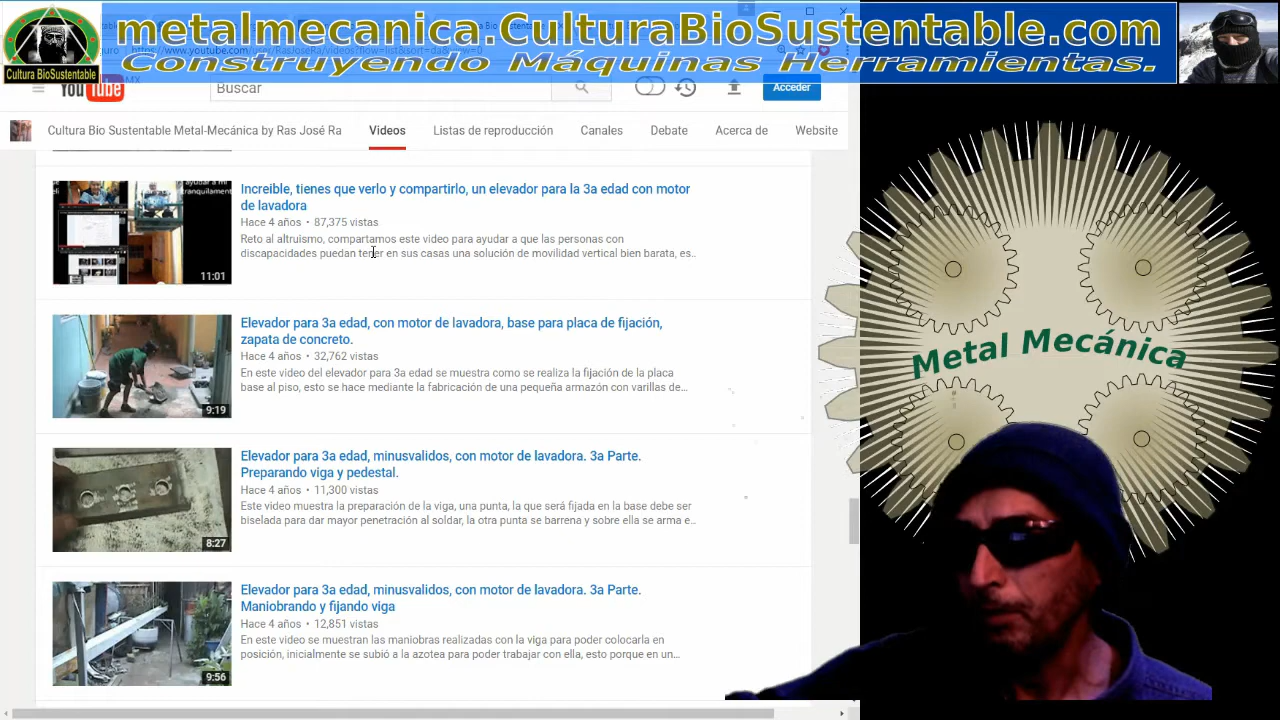 metalmecanica.CulturaBioSustentable.com
Construyendo Máquinas Herramientas.
Cultura BioSustentable
YouTube
Buscar
Acceder
Cultura Bio Sustentable Metal-Mecánica by Ras José Ra
Videos
Listas de reproducción
Canales
Debate
Acerca de
Website
Increible, tienes que verlo y compartirlo, un elevador para la 3a edad con motor
de lavadora
Hace 4 años • 87,375 vistas
Reto al altruismo, compartamos este video para ayudar a que las personas con
discapacidades puedan tener en sus casas una solución de movilidad vertical bien barata, es..
11:01
Elevador para 3a edad, con motor de lavadora, base para placa de fijación,
zapata de concreto.
Hace 4 años • 32,762 vistas
En este video del elevador para 3a edad se muestra como se realiza la fijación de la placa
base al piso, esto se hace mediante la fabricación de una pequeña armazón con varillas de...
9:19
Elevador para 3a edad, minusvalidos, con motor de lavadora. 3a Parte.
Preparando viga y pedestal.
Hace 4 años • 11,300 vistas
Este video muestra la preparación de la viga, una punta, la que será fijada en la base debe ser
biselada para dar mayor penetración al soldar, la otra punta se barrena y sobre ella se arma e..
8:27
Elevador para 3a edad, minusvalidos, con motor de lavadora. 3a Parte.
Maniobrando y fijando viga
Hace 4 años • 12,851 vistas
En este video se muestran las maniobras realizadas con la viga para poder colocarla en
posición, inicialmente se subió a la azotea para poder trabajar con ella, esto porque en un...
9:56
Metal Mecánica